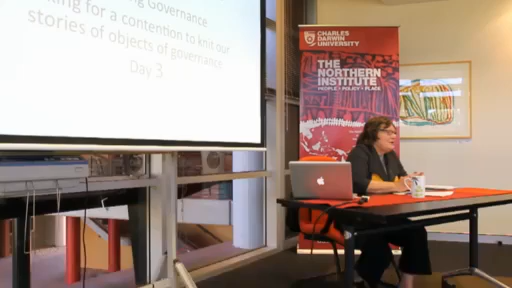 Governance
for a contention to knit our
stories of objects of governance
Day 3
CHARLES
DARWIN
UNIVERSITY
THE
NORTHERN
INSTITUTE
PEOPLE • POLICY • PLACE